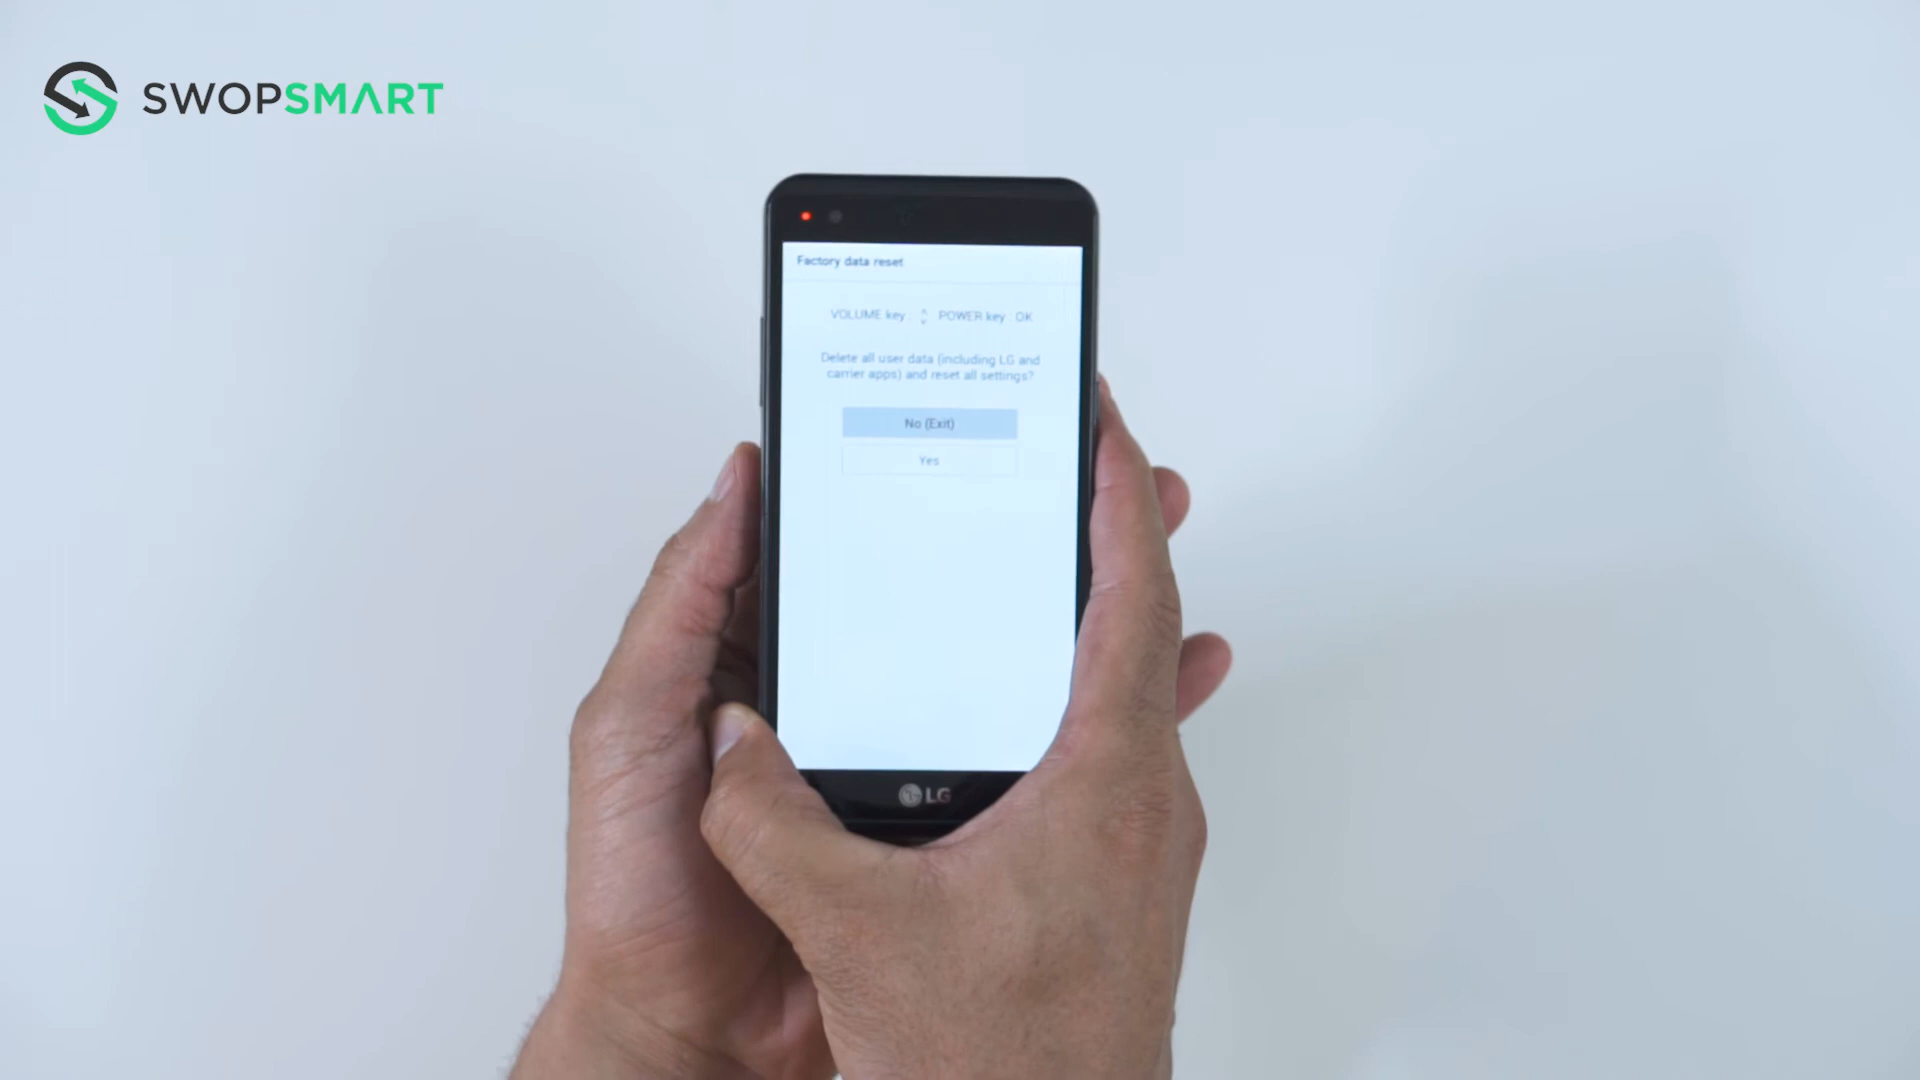 SWOPSMART
Factory data reset
VOLUME key : POWER key : OK
Delete all user data (including LG and
carrier apps) and reset all settings?
No (Exit)
Yes
LG